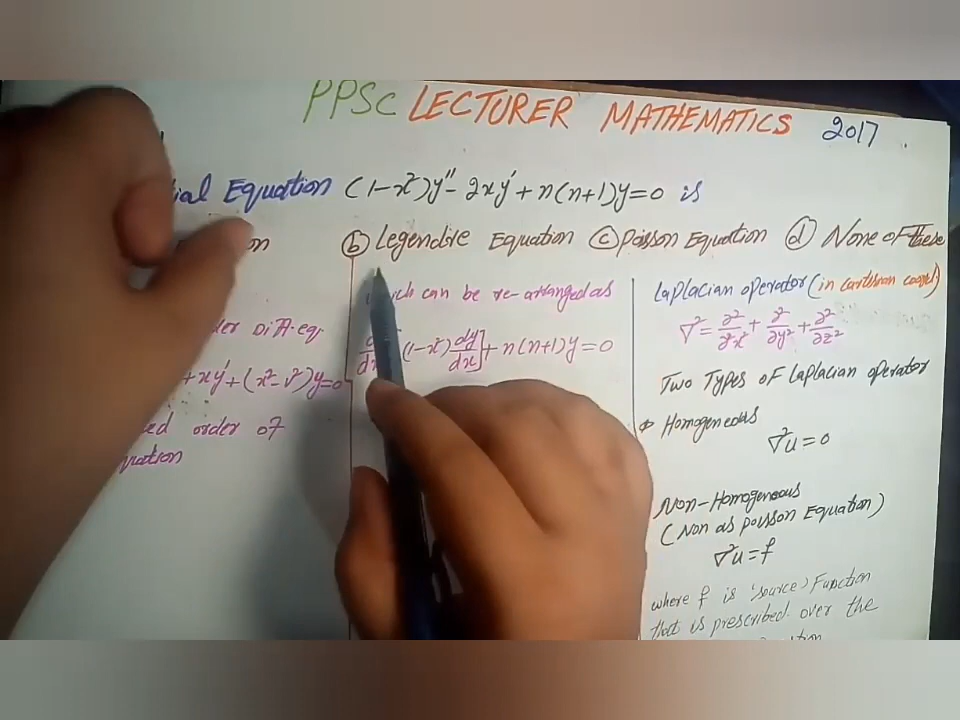 PPSC LECTURER MATHEMATICS 2017
Equation (1-x²)y''- 2xy'+n(n+1)y=0 is
(b) Legendre Equation (c) Poisson Equation (d) None of These
can be re-arranged as
(1-x²) dy/dx]+ n(n+1)y=0
Diff. eq
+xy'+(x²-ν²)y=0
order of
Laplacian operator (in cartesian coord)
∇²= ∂²/∂x² + ∂²/∂y² + ∂²/∂z²
Two Types of Laplacian operator
Homogeneous
∇²u=0
Non-Homogeneous
(Non as poisson Equation)
∇²u=f
where f is 'source' Function
that is prescribed over the